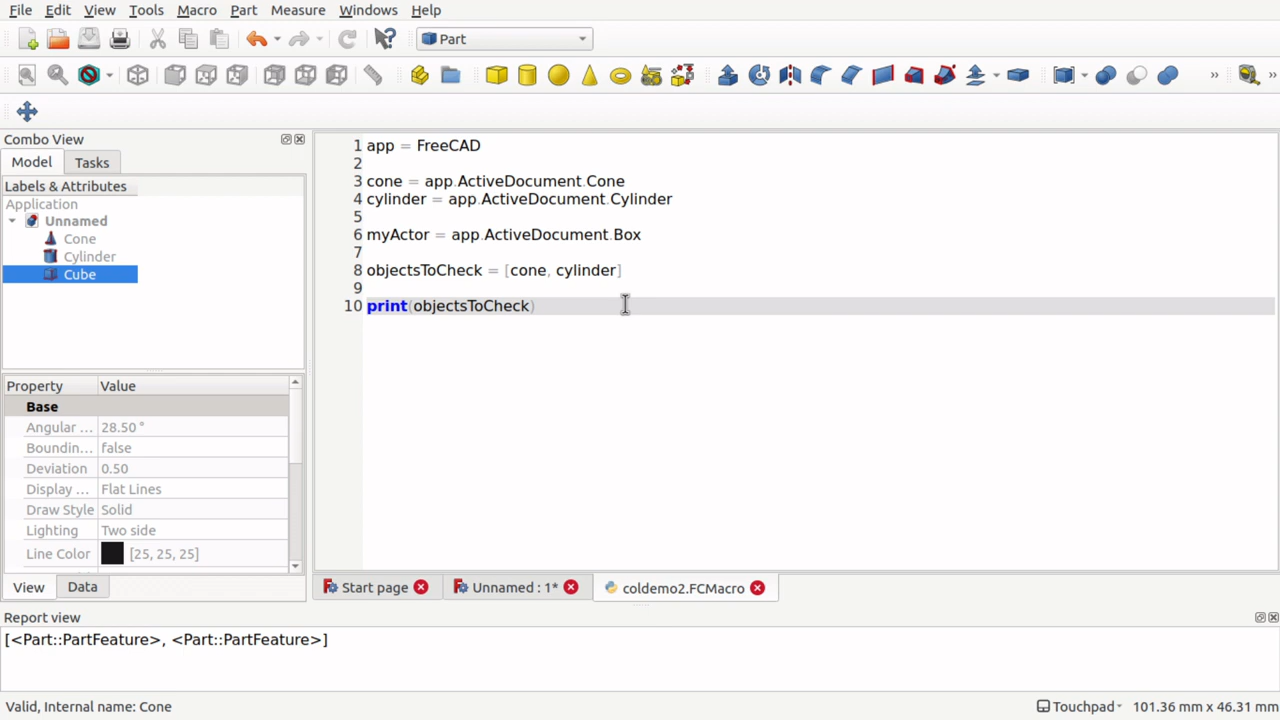 File Edit View Tools Macro Part Measure Windows Help
Part
Combo View
Model Tasks
Labels & Attributes
Application
Unnamed
Cone
Cylinder
Cube
Property Value
Base
Angular ... 28.50 °
Boundin... false
Deviation 0.50
Display ... Flat Lines
Draw Style Solid
Lighting Two side
Line Color [25, 25, 25]
View Data
1 app = FreeCAD
2
3 cone = app.ActiveDocument.Cone
4 cylinder = app.ActiveDocument.Cylinder
5
6 myActor = app.ActiveDocument.Box
7
8 objectsToCheck = [cone, cylinder]
9
10 print(objectsToCheck)
Start page Unnamed : 1* coldemo2.FCMacro
Report view
[<Part::PartFeature>, <Part::PartFeature>]
Valid, Internal name: Cone Touchpad 101.36 mm x 46.31 mm